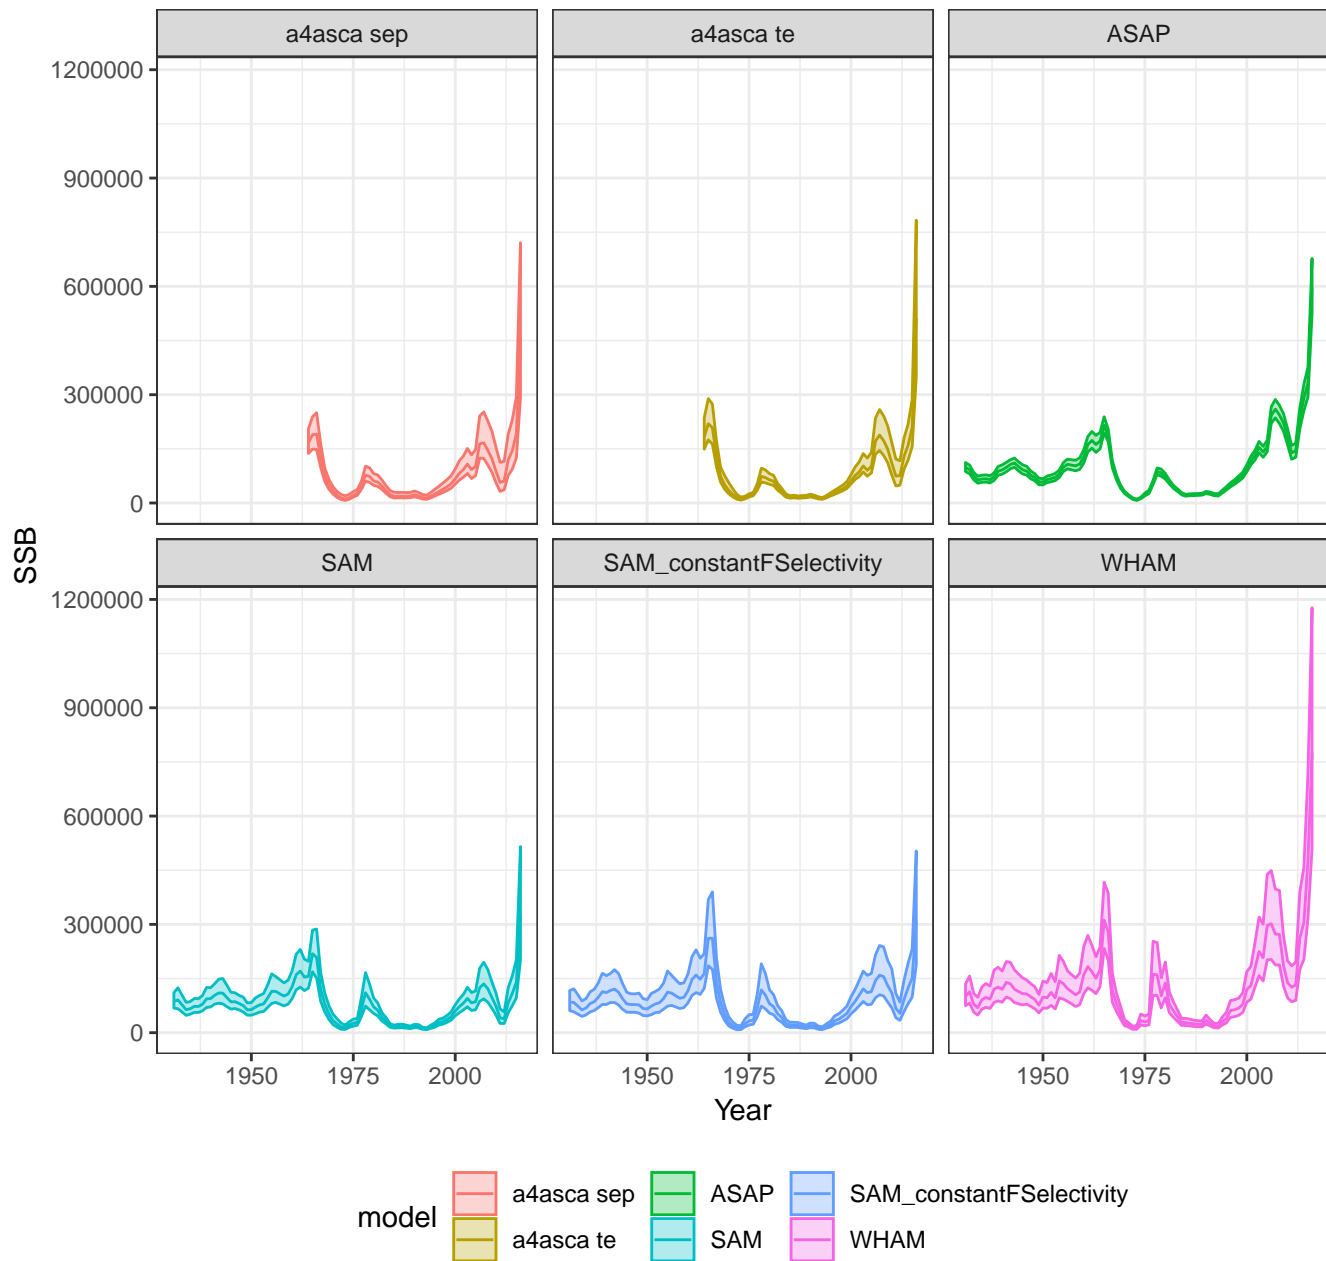 a4asca sep a4asca te ASAP
1200000
900000
600000
300000
0
SSB
SAM SAM_constantFSelectivity WHAM
1200000
900000
600000
300000
0
1950 1975 2000 1950 1975 2000 1950 1975 2000
Year
model
a4asca sep ASAP SAM_constantFSelectivity
a4asca te SAM WHAM